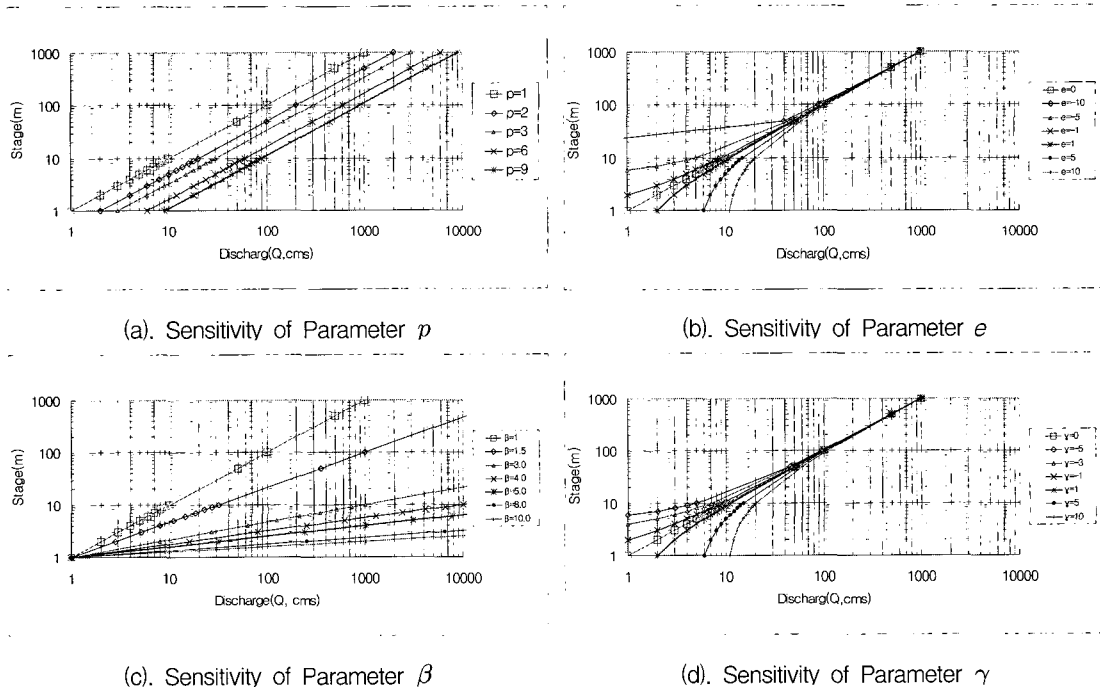 1000
100
10
1
Stage(m)
1 10 100 1000 10000
Discharg(Q,cms)
p=1
p=2
p=3
p=6
p=9
(a). Sensitivity of Parameter p
1000
100
10
1
Stage(m)
1 10 100 1000 10000
Discharg(Q,cms)
e=0
e=-10
e=-5
e=-1
e=1
e=5
e=10
(b). Sensitivity of Parameter e
1000
100
10
1
Stage(m)
1 10 100 1000 10000
Discharge(Q, cms)
β=1
β=1.5
β=3.0
β=4.0
β=5.0
β=8.0
β=10.0
(c). Sensitivity of Parameter β
1000
100
10
1
Stage(m)
1 10 100 1000 10000
Discharg(Q,cms)
γ=0
γ=-5
γ=-3
γ=-1
γ=1
γ=5
γ=10
(d). Sensitivity of Parameter γ